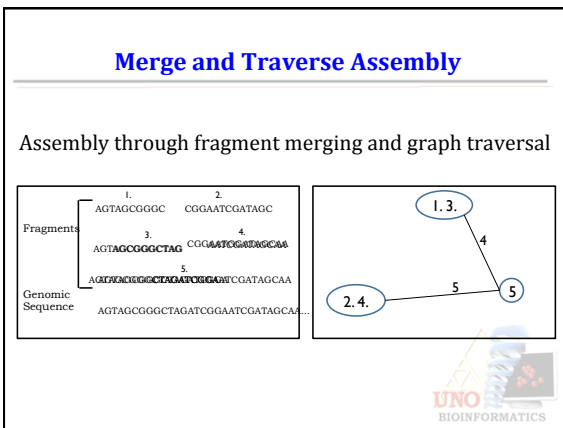 Merge and Traverse Assembly
Assembly through fragment merging and graph traversal
1. 2.
AGTAGCGGGC CGGAATCGATAGC
Fragments
3. 4.
AGTAGCGGGCTAG
5.
Genomic
Sequence
AGTAGCGGGCTAGATCGGAATCGATAGCAA...
1. 3.
4
5
5
2. 4.
UNO
BIOINFORMATICS